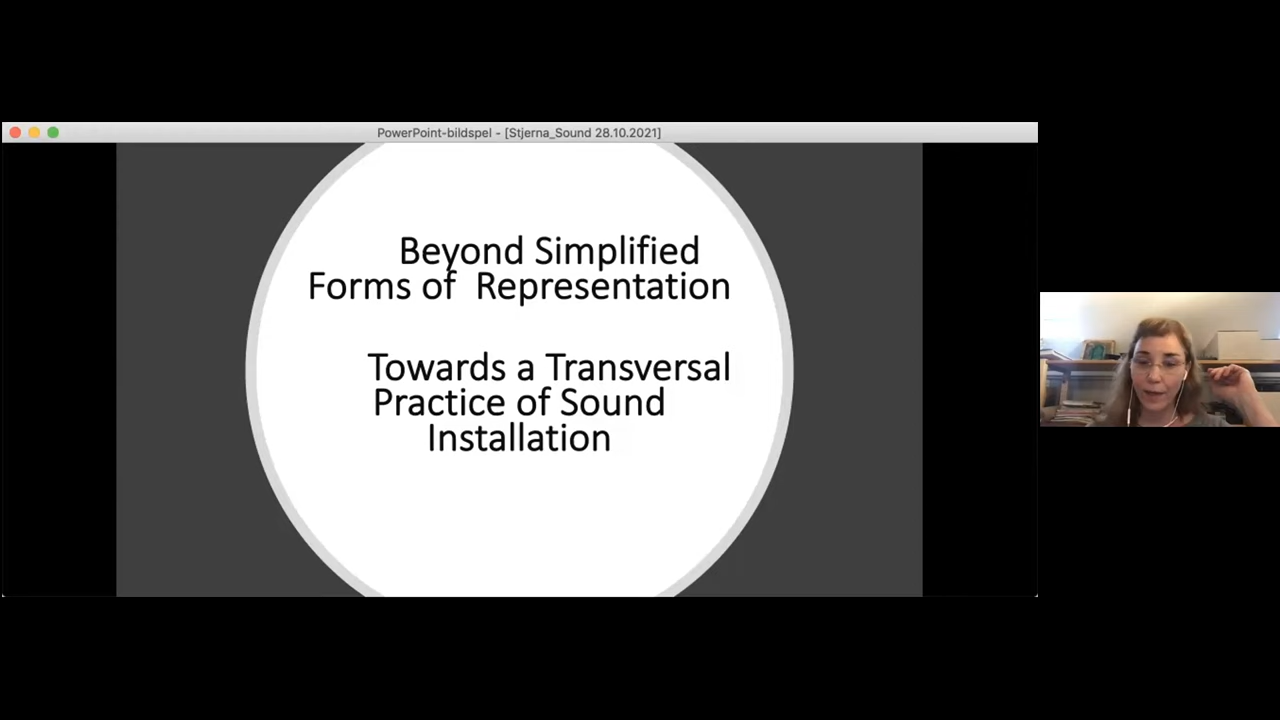 PowerPoint-bildspel - [Stjerna_Sound 28.10.2021]
Beyond Simplified
Forms of  Representation
Towards a Transversal
Practice of Sound
Installation